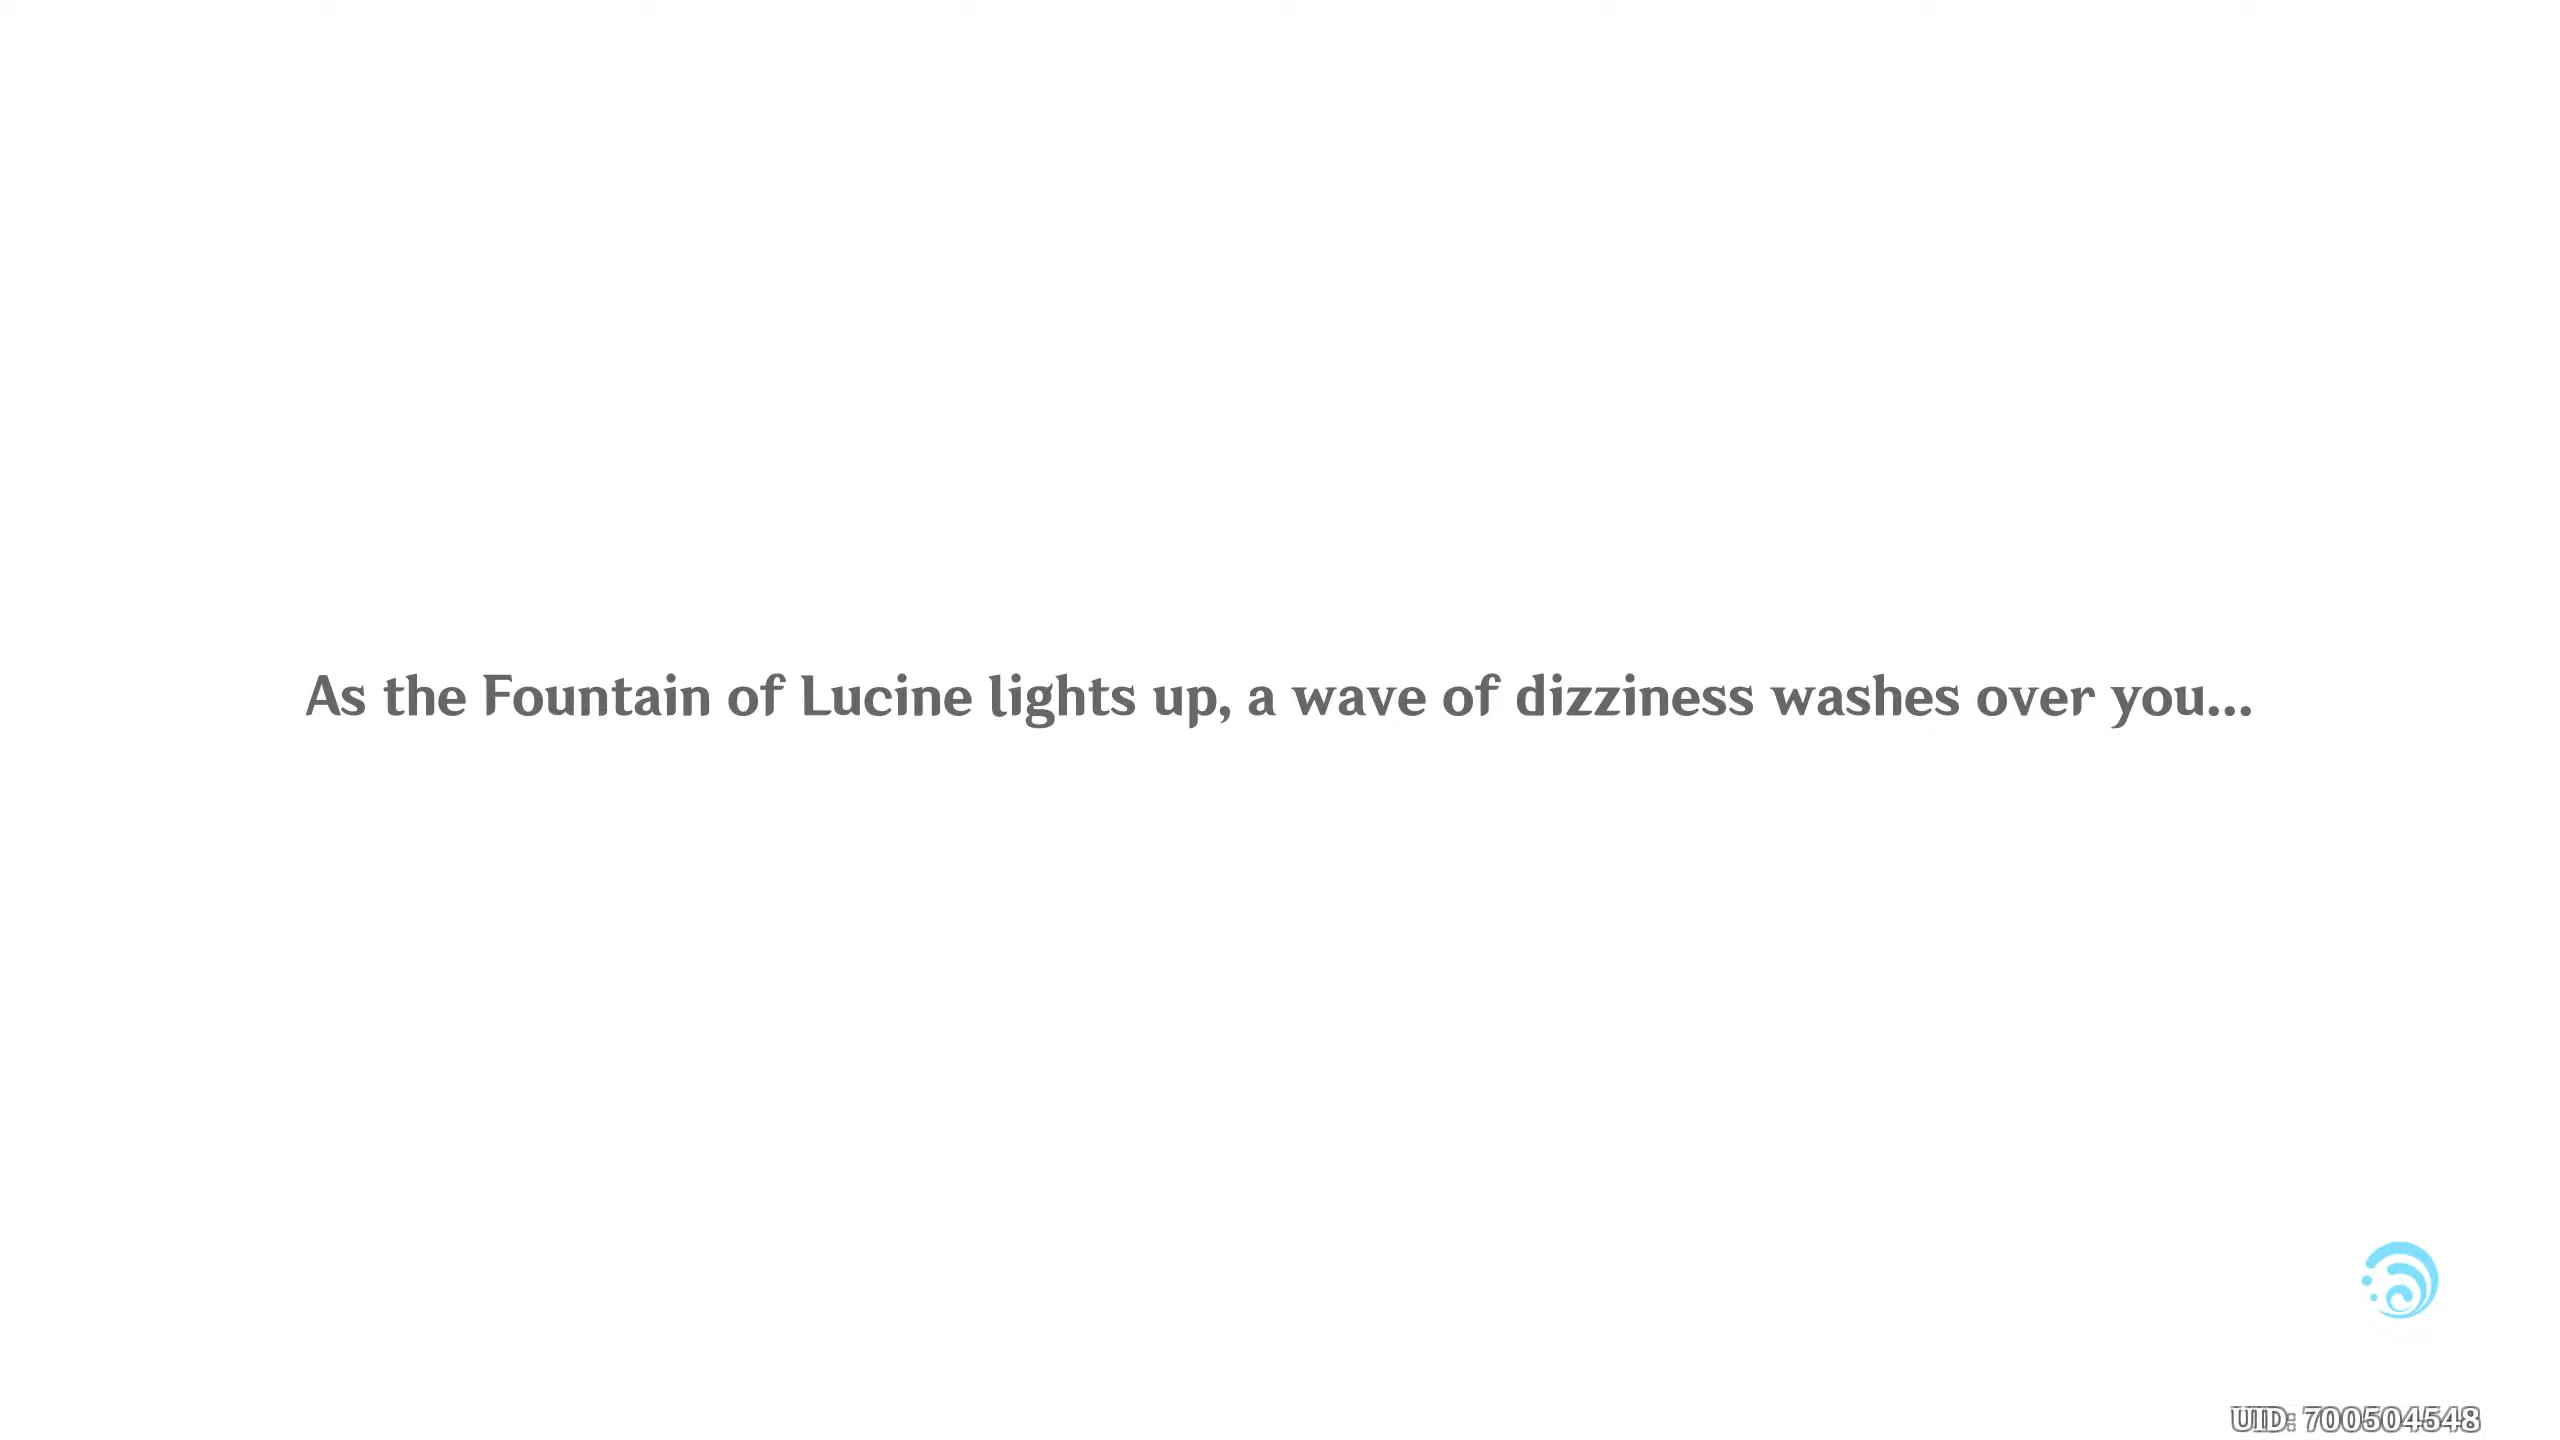 As the Fountain of Lucine lights up, a wave of dizziness washes over you...
UID: 700504548